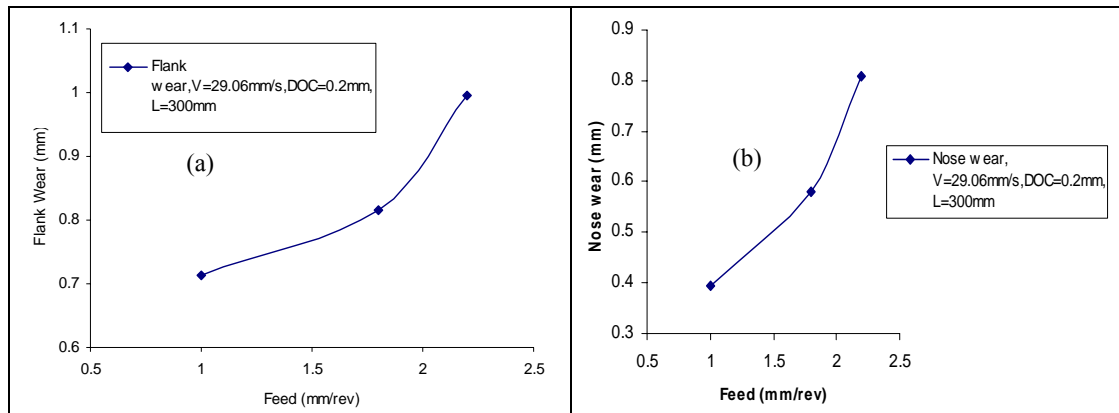 1.1
1
0.9
0.8
0.7
0.6
Flank Wear (mm)
Flank
wear,V=29.06mm/s,DOC=0.2mm,
L=300mm
(a)
0.5 1 1.5 2 2.5
Feed (mm/rev)
0.9
0.8
0.7
0.6
0.5
0.4
0.3
Nose wear (mm)
(b)
Nose wear,
V=29.06mm/s,DOC=0.2mm,
L=300mm
0.5 1 1.5 2 2.5
Feed (mm/rev)